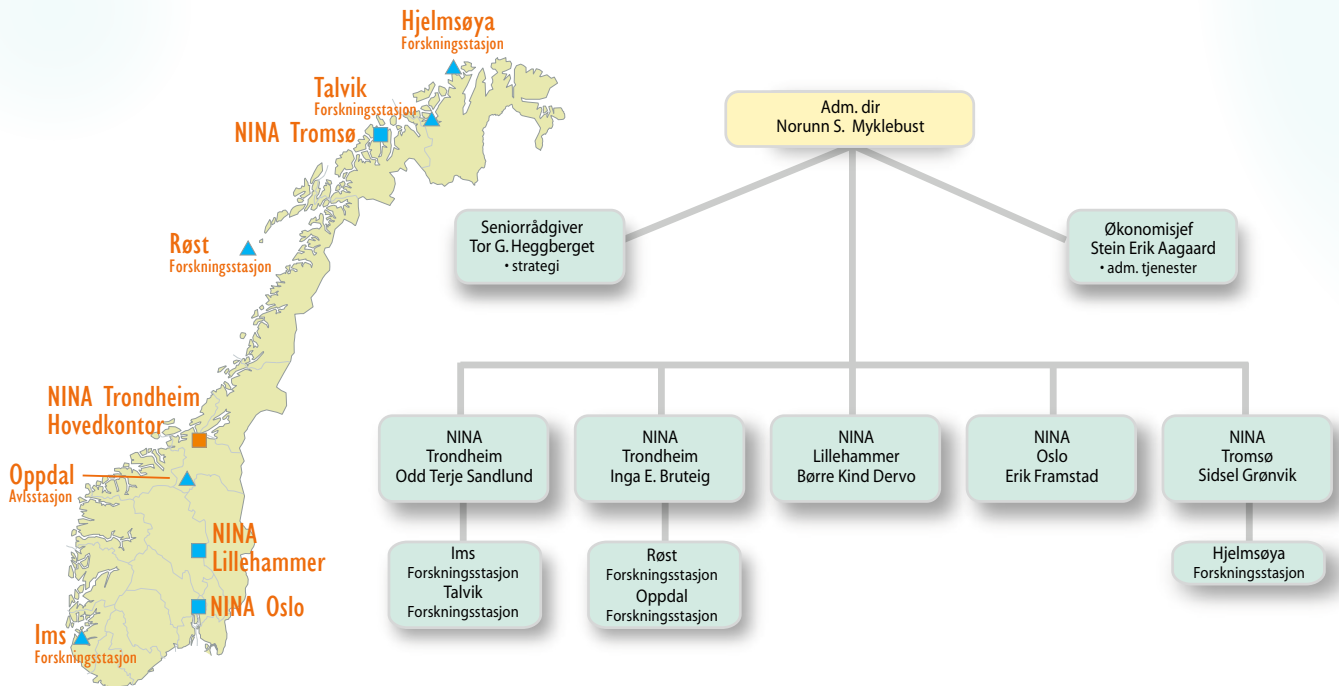 Hjelmsøya
Forskningsstasjon
Talvik
Forskningsstasjon
NINA Tromsø
Røst
Forskningsstasjon
NINA Trondheim
Hovedkontor
Oppdal
Avlsstasjon
NINA
Lillehammer
NINA Oslo
Ims
Forskningsstasjon
Adm. dir
Norunn S. Myklebust
Seniorrådgiver
Tor G. Heggberget
• strategi
Økonomisjef
Stein Erik Aagaard
• adm. tjenester
NINA
Trondheim
Odd Terje Sandlund
NINA
Trondheim
Inga E. Bruteig
NINA
Lillehammer
Børre Kind Dervo
NINA
Oslo
Erik Framstad
NINA
Tromsø
Sidsel Grønvik
Ims
Forskningsstasjon
Talvik
Forskningsstasjon
Røst
Forskningsstasjon
Oppdal
Forskningsstasjon
Hjelmsøya
Forskningsstasjon